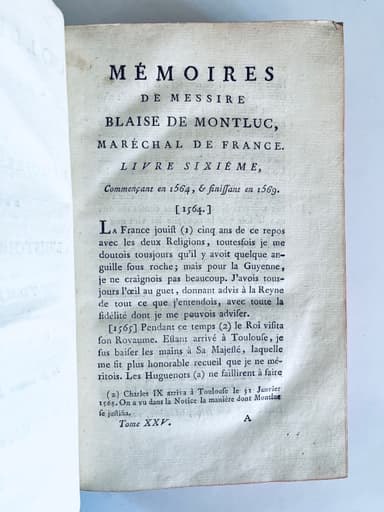 MÉMOIRES
DE MESSIRE
BLAISE DE MONTLUC,
MARÉCHAL DE FRANCE.
LIVRE SIXIÉME,
Commençant en 1564, & finissant en 1569.
[1564.]
LA France jouist (1) cinq ans de ce repos
avec les deux Religions, toutesfois je me
doutois toujours qu'il y avoit quelque an-
guille sous roche; mais pour la Guyenne,
je ne craignois pas beaucoup. J'avois tous-
jours l'œil au guet, donnant advis à la Reyne
de tout ce que j'entendois, avec toute la
fidélité dont je me pouvois adviser.
[1565] Pendant ce temps (2) le Roi visita
son Royaume. Estant arrivé à Toulouse, je
fus baiser les mains à Sa Majesté, laquelle
me fit plus honorable recueil que je ne mé-
ritois. Les Huguenots (a) ne faillirent à faire
(2) Charles IX arriva à Toulouse le 31 Janvier
1565. On a vu dans la Notice la manière dont Montluc
se justifia.
Tome XXV. A